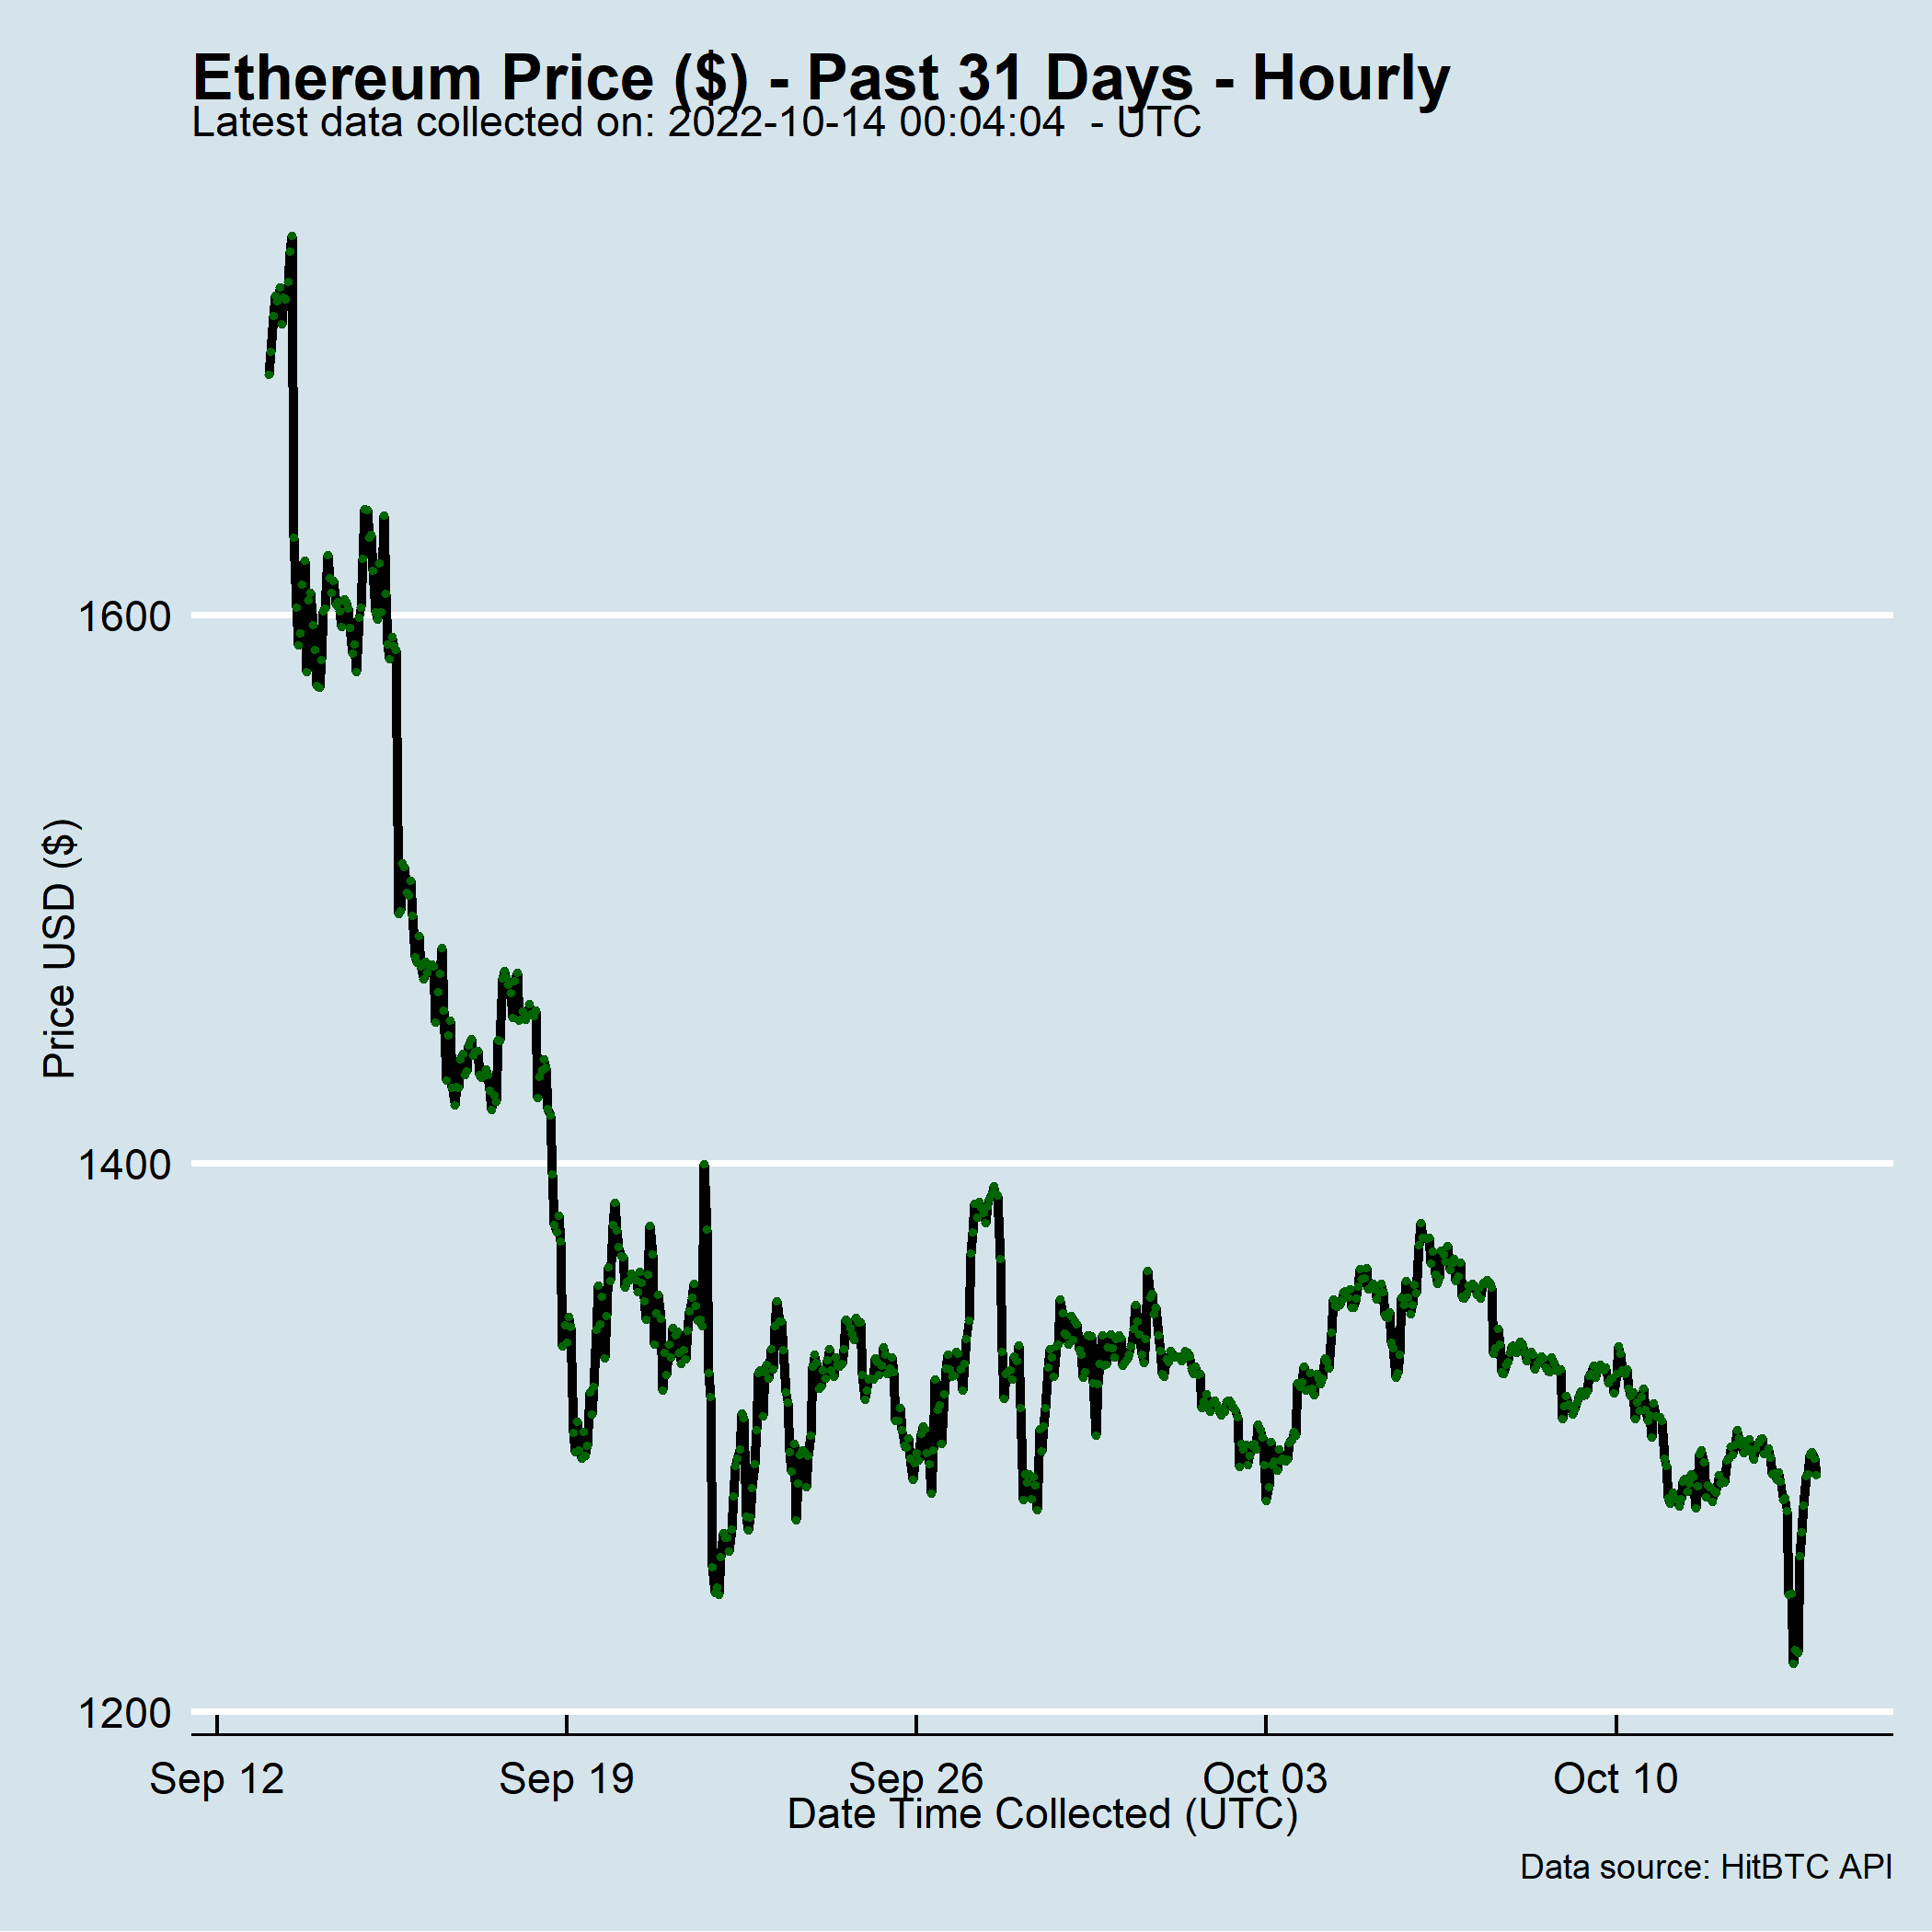 Ethereum Price ($) - Past 31 Days - Hourly
Latest data collected on: 2022-10-14 00:04:04  - UTC
Price USD ($)
1600
1400
1200
Sep 12
Sep 19
Sep 26
Oct 03
Oct 10
Date Time Collected (UTC)
Data source: HitBTC API